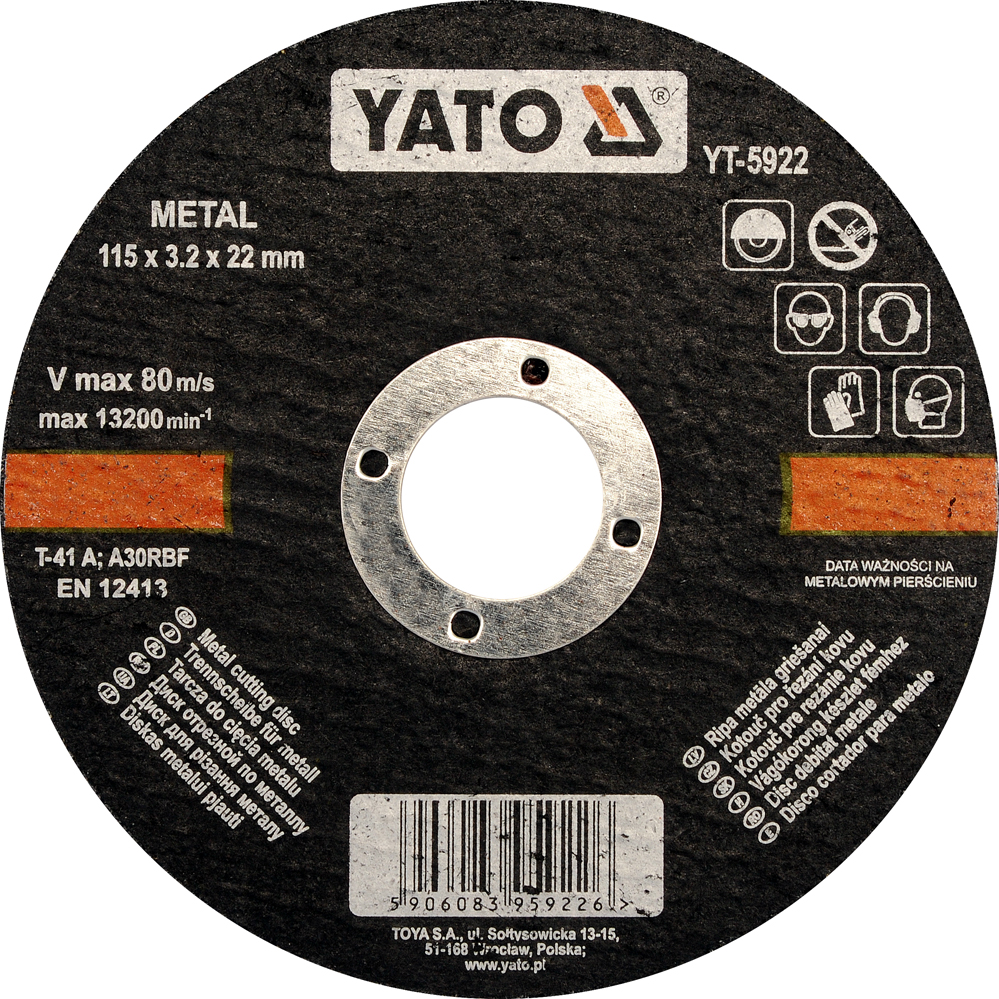 YATO ®
YT-5922
METAL
115 x 3.2 x 22 mm
V max 80 m/s
max 13200 min⁻¹
T-41 A; A30RBF
EN 12413
DATA WAŻNOŚCI NA
METALOWYM PIERŚCIENIU
GB Metal cutting disc
Trennscheibe für metall
Tarcza do cięcia metalu
Диск отрезной по металлу
Диск для різання металу
LT Diskas metalui pjauti
LV Ripa metāla griešanai
Kotouč pro řezání kovu
Kotouč pre rezanie kovu
Vágókorong készlet fémhez
Disc debitat metale
Disco cortador para metalo
5 906083 959226 >
TOYA S.A., ul. Sołtysowicka 13-15,
51-168 Wrocław, Polska;
www.yato.pl